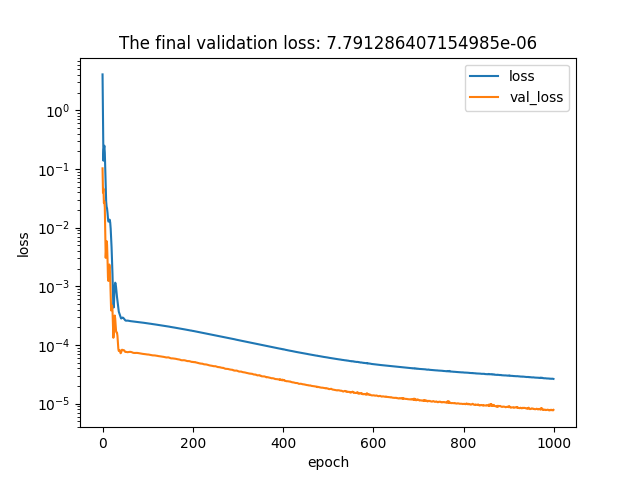 The final validation loss: 7.791286407154985e-06
loss
val_loss
10⁰
10⁻¹
10⁻²
10⁻³
10⁻⁴
10⁻⁵
loss
0
200
400
600
800
1000
epoch